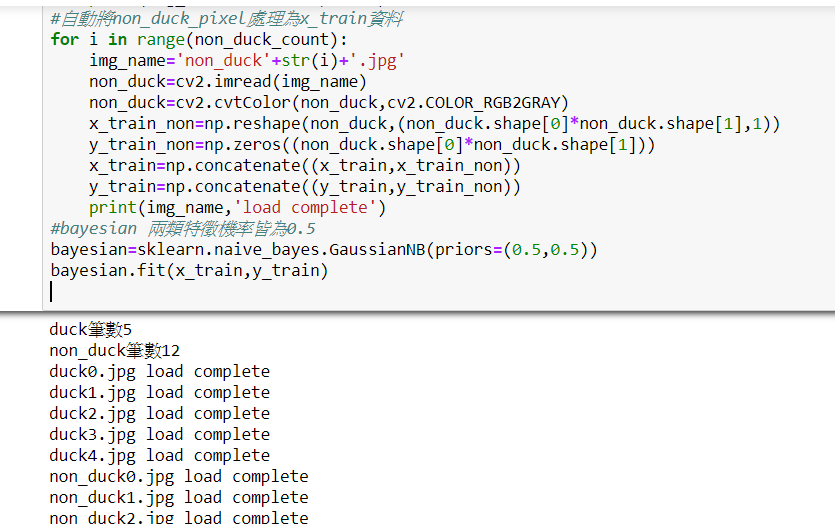 #自動將non_duck_pixel處理為x_train資料
for i in range(non_duck_count):
    img_name='non_duck'+str(i)+'.jpg'
    non_duck=cv2.imread(img_name)
    non_duck=cv2.cvtColor(non_duck,cv2.COLOR_RGB2GRAY)
    x_train_non=np.reshape(non_duck,(non_duck.shape[0]*non_duck.shape[1],1))
    y_train_non=np.zeros((non_duck.shape[0]*non_duck.shape[1]))
    x_train=np.concatenate((x_train,x_train_non))
    y_train=np.concatenate((y_train,y_train_non))
    print(img_name,'load complete')
#bayesian 兩類特徵機率皆為0.5
bayesian=sklearn.naive_bayes.GaussianNB(priors=(0.5,0.5))
bayesian.fit(x_train,y_train)
duck筆數5
non_duck筆數12
duck0.jpg load complete
duck1.jpg load complete
duck2.jpg load complete
duck3.jpg load complete
duck4.jpg load complete
non_duck0.jpg load complete
non_duck1.jpg load complete
non_duck2.jpg load complete